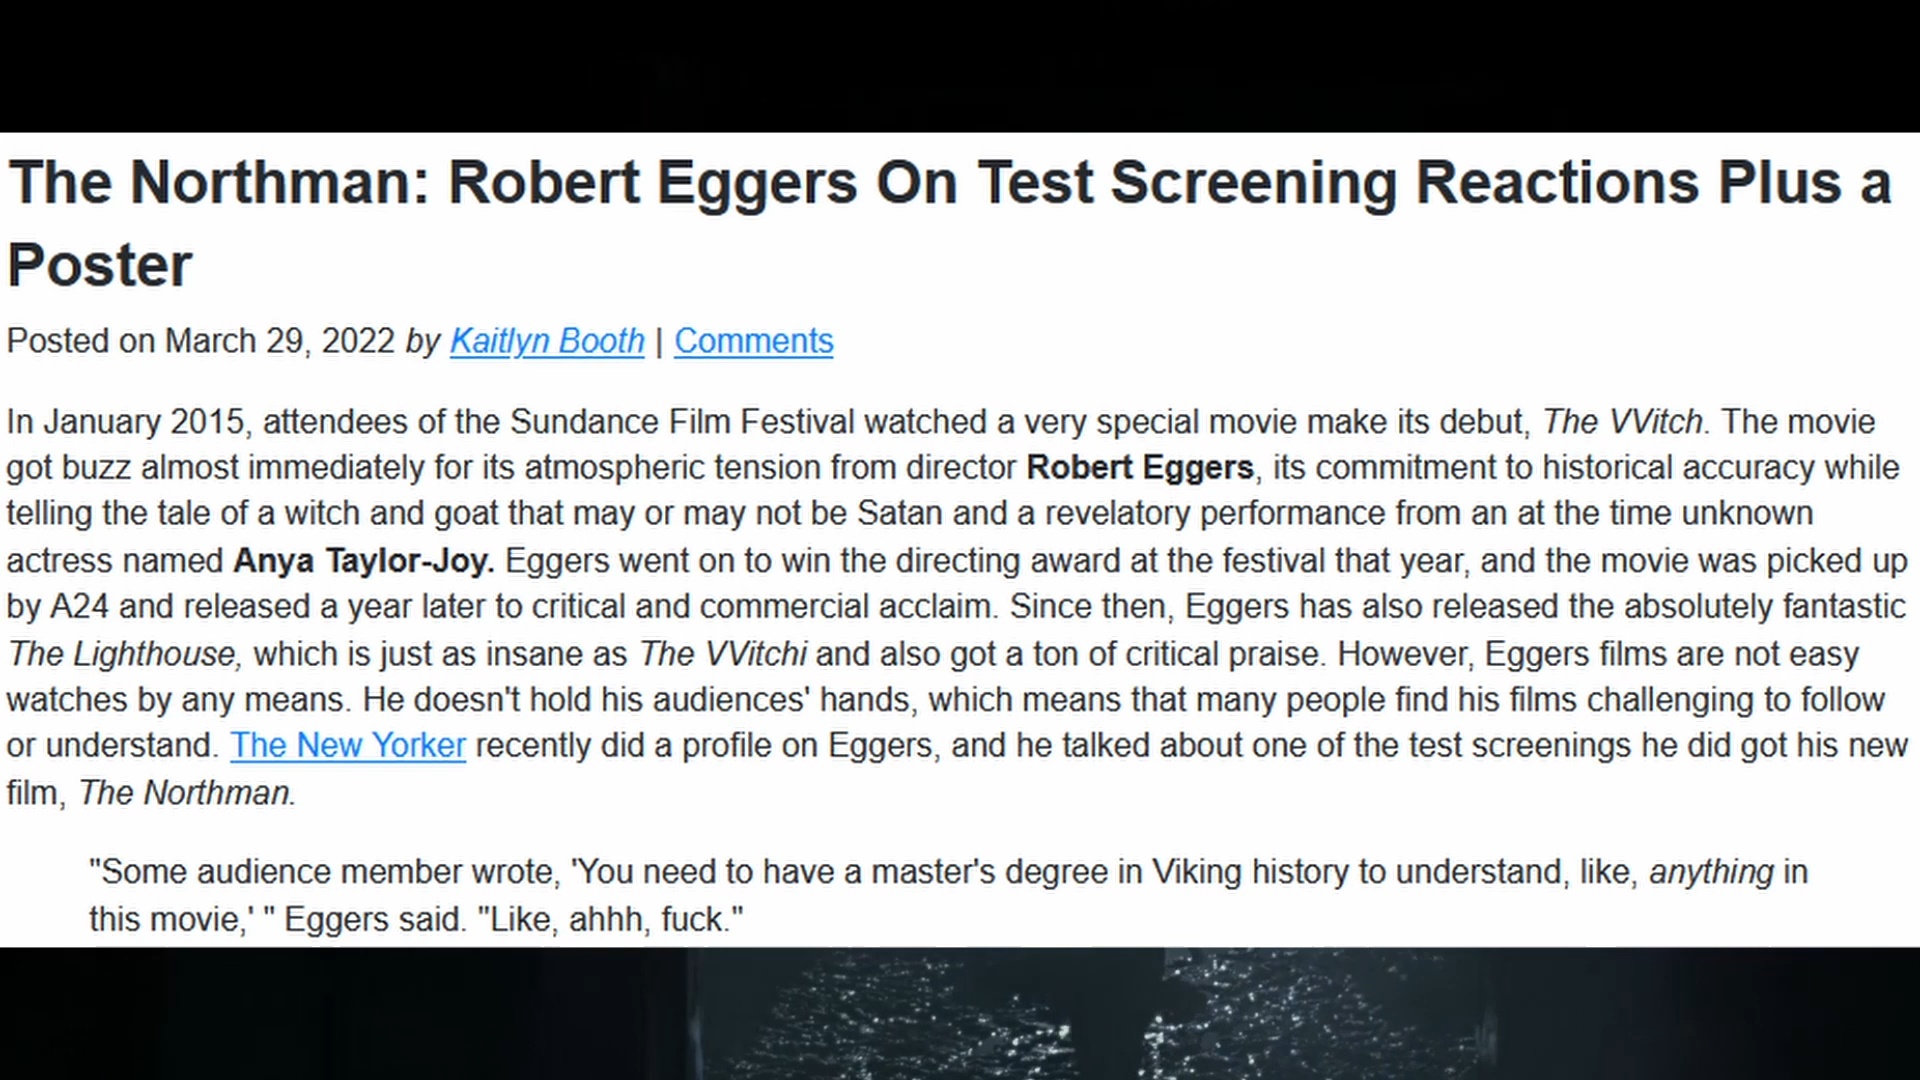 The Northman: Robert Eggers On Test Screening Reactions Plus a
Poster
Posted on March 29, 2022 by Kaitlyn Booth | Comments
In January 2015, attendees of the Sundance Film Festival watched a very special movie make its debut, The VVitch. The movie
got buzz almost immediately for its atmospheric tension from director Robert Eggers, its commitment to historical accuracy while
telling the tale of a witch and goat that may or may not be Satan and a revelatory performance from an at the time unknown
actress named Anya Taylor-Joy. Eggers went on to win the directing award at the festival that year, and the movie was picked up
by A24 and released a year later to critical and commercial acclaim. Since then, Eggers has also released the absolutely fantastic
The Lighthouse, which is just as insane as The VVitchi and also got a ton of critical praise. However, Eggers films are not easy
watches by any means. He doesn't hold his audiences' hands, which means that many people find his films challenging to follow
or understand. The New Yorker recently did a profile on Eggers, and he talked about one of the test screenings he did got his new
film, The Northman.
"Some audience member wrote, 'You need to have a master's degree in Viking history to understand, like, anything in
this movie,' " Eggers said. "Like, ahhh, fuck."